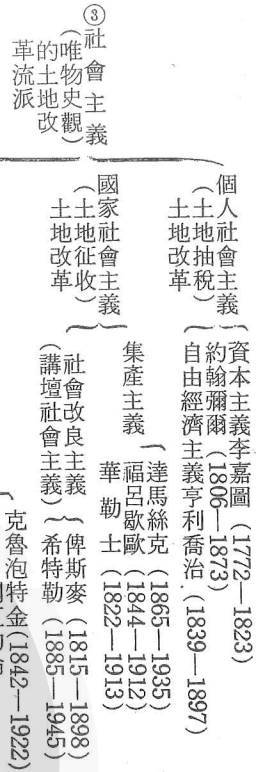 ③社會主義
(唯物史觀)
的土地改
革流派
個人社會主義
(土地抽稅)
土地改革
資本主義李嘉圖 (1772—1823)
約翰彌爾 (1806—1873)
自由經濟主義亨利喬治.(1839—1897)
國家社會主義
(土地征收)
土地改革
集產主義
達馬絲克 (1865—1935)
福呂歇歐 (1844—1912)
華勒士 (1822—1913)
社會改良主義
(講壇社會主義)
俾斯麥 (1815—1898)
希特勒 (1885—1945)
克魯泡特金(1842—1922)